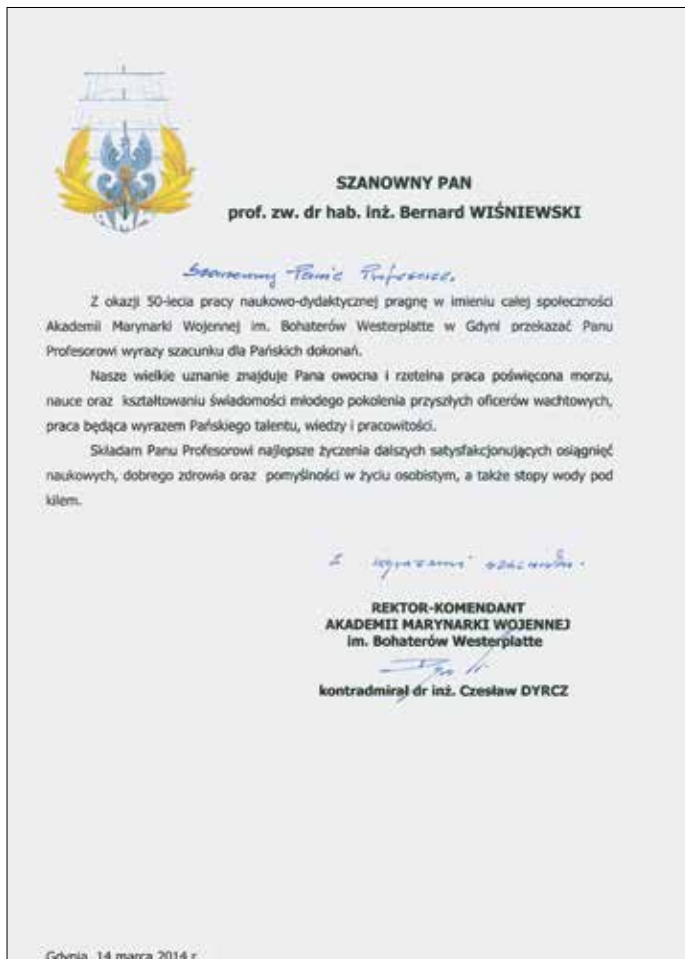 SZANOWNY PAN
prof. zw. dr hab. inż. Bernard WIŚNIEWSKI
Szanowny Panie Profesorze,
Z okazji 50-lecia pracy naukowo-dydaktycznej pragnę w imieniu całej społeczności
Akademii Marynarki Wojennej im. Bohaterów Westerplatte w Gdyni przekazać Panu
Profesorowi wyrazy szacunku dla Pańskich dokonań.
Nasze wielkie uznanie znajduje Pana owocna i rzetelna praca poświęcona morzu,
nauce oraz kształtowaniu świadomości młodego pokolenia przyszłych oficerów wachtowych,
praca będąca wyrazem Pańskiego talentu, wiedzy i pracowitości.
Składam Panu Profesorowi najlepsze życzenia dalszych satysfakcjonujących osiągnięć
naukowych, dobrego zdrowia oraz pomyślności w życiu osobistym, a także stopy wody pod
kilem.
Z wyrazami szacunku.
REKTOR-KOMENDANT
AKADEMII MARYNARKI WOJENNEJ
im. Bohaterów Westerplatte
kontradmirał dr inż. Czesław DYRCZ
Gdynia, 14 marca 2014 r.